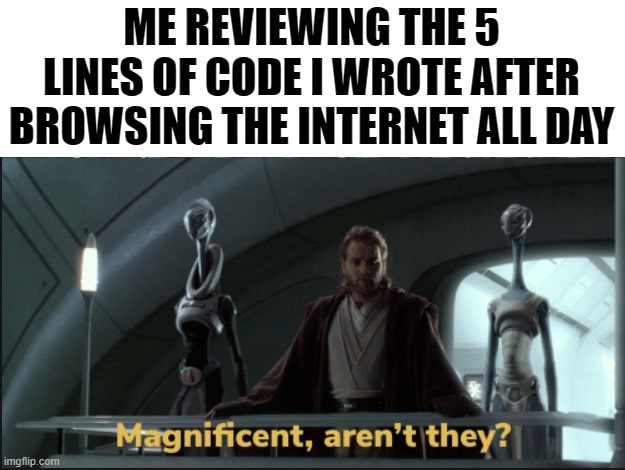 ME REVIEWING THE 5
LINES OF CODE I WROTE AFTER
BROWSING THE INTERNET ALL DAY
Magnificent, aren't they?
imgflip.com